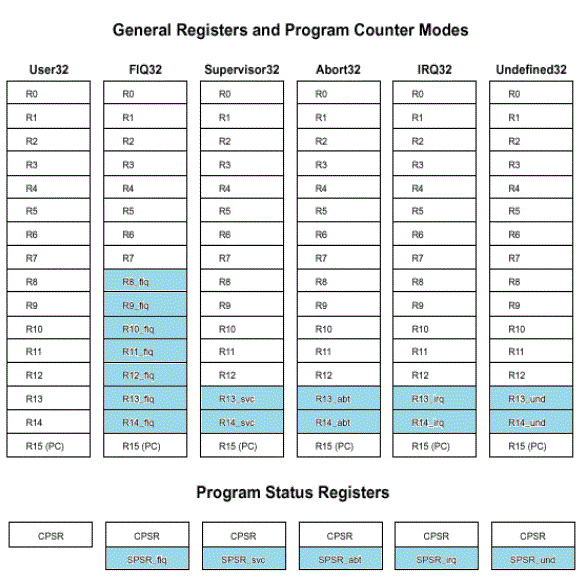 General Registers and Program Counter Modes
User32 FIQ32 Supervisor32 Abort32 IRQ32 Undefined32
R0 R0 R0 R0 R0 R0
R1 R1 R1 R1 R1 R1
R2 R2 R2 R2 R2 R2
R3 R3 R3 R3 R3 R3
R4 R4 R4 R4 R4 R4
R5 R5 R5 R5 R5 R5
R6 R6 R6 R6 R6 R6
R7 R7 R7 R7 R7 R7
R8 R8_fiq R8 R8 R8 R8
R9 R9_fiq R9 R9 R9 R9
R10 R10_fiq R10 R10 R10 R10
R11 R11_fiq R11 R11 R11 R11
R12 R12_fiq R12 R12 R12 R12
R13 R13_fiq R13_svc R13_abt R13_irq R13_und
R14 R14_fiq R14_svc R14_abt R14_irq R14_und
R15 (PC) R15 (PC) R15 (PC) R15 (PC) R15 (PC) R15 (PC)
Program Status Registers
CPSR CPSR CPSR CPSR CPSR CPSR
SPSR_fiq SPSR_svc SPSR_abt SPSR_irq SPSR_und